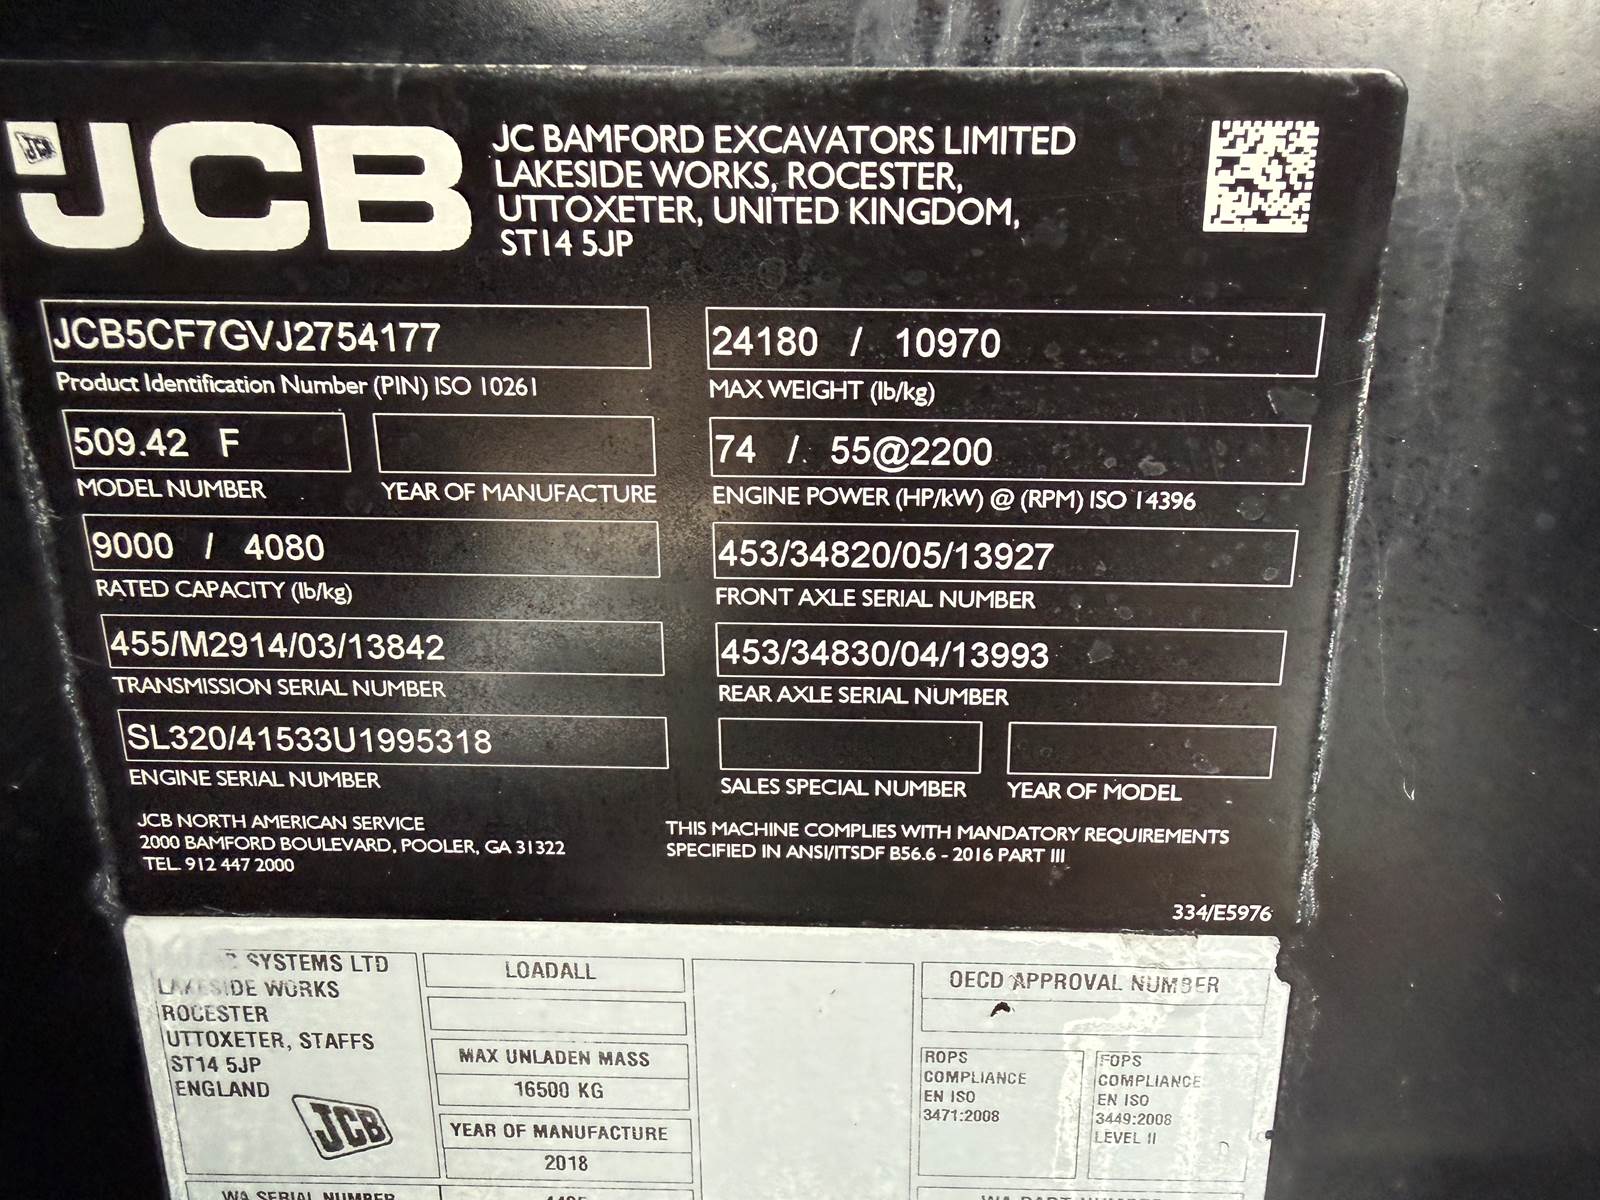 JCB
JC BAMFORD EXCAVATORS LIMITED
LAKESIDE WORKS, ROCESTER,
UTTOXETER, UNITED KINGDOM,
ST14 5JP
JCB5CF7GVJ2754177
Product Identification Number (PIN) ISO 10261
24180 / 10970
MAX WEIGHT (lb/kg)
509.42 F
MODEL NUMBER
YEAR OF MANUFACTURE
74 / 55@2200
ENGINE POWER (HP/kW) @ (RPM) ISO 14396
9000 / 4080
RATED CAPACITY (lb/kg)
453/34820/05/13927
FRONT AXLE SERIAL NUMBER
455/M2914/03/13842
TRANSMISSION SERIAL NUMBER
453/34830/04/13993
REAR AXLE SERIAL NUMBER
SL320/41533U1995318
ENGINE SERIAL NUMBER
SALES SPECIAL NUMBER
YEAR OF MODEL
JCB NORTH AMERICAN SERVICE
2000 BAMFORD BOULEVARD, POOLER, GA 31322
TEL. 912 447 2000
THIS MACHINE COMPLIES WITH MANDATORY REQUIREMENTS
SPECIFIED IN ANSI/ITSDF B56.6 - 2016 PART III
334/E5976
SYSTEMS LTD
LAKESIDE WORKS
ROCESTER
UTTOXETER, STAFFS
ST14 5JP
ENGLAND
JCB
LOADALL
MAX UNLADEN MASS
16500 KG
YEAR OF MANUFACTURE
2018
OECD APPROVAL NUMBER
ROPS
COMPLIANCE
EN ISO
3471:2008
FOPS
COMPLIANCE
EN ISO
3449:2008
LEVEL II
WA SERIAL NUMBER